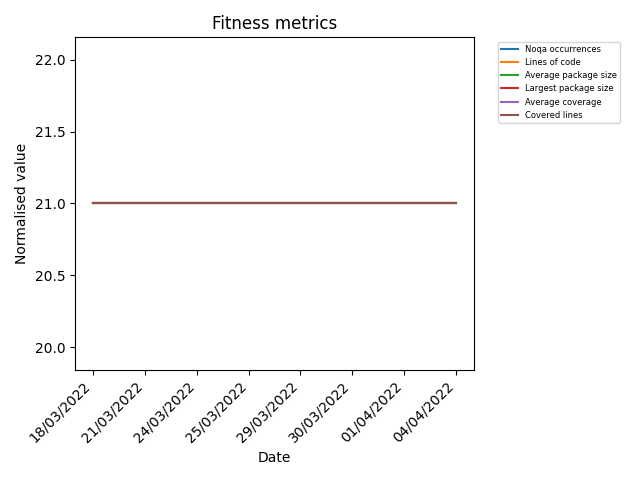 Fitness metrics
Noqa occurrences
Lines of code
Average package size
Largest package size
Average coverage
Covered lines
Normalised value
22.0
21.5
21.0
20.5
20.0
18/03/2022
21/03/2022
24/03/2022
25/03/2022
29/03/2022
30/03/2022
01/04/2022
04/04/2022
Date